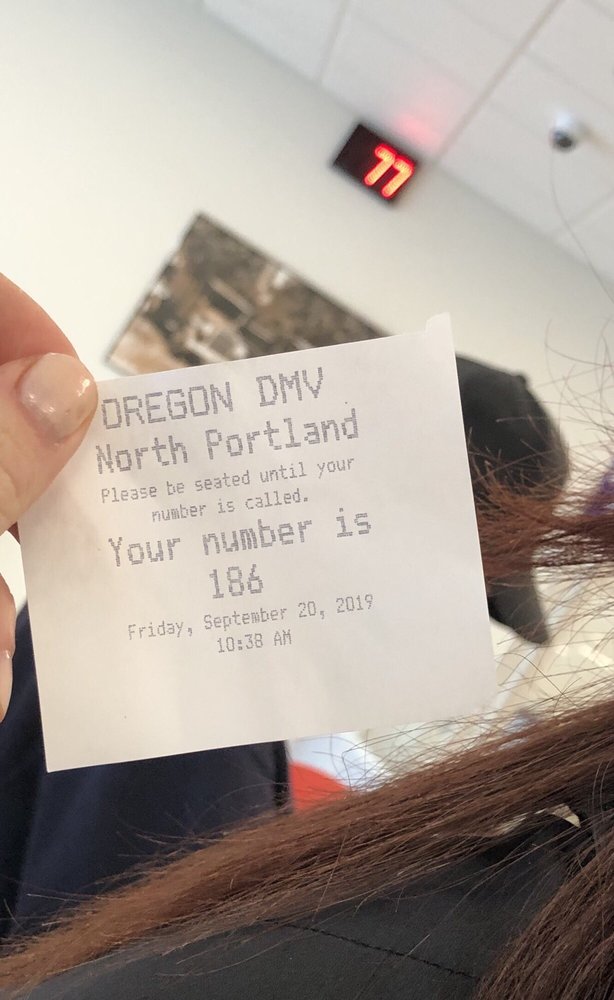 77
OREGON DMV
North Portland
Please be seated until your
number is called.
Your number is
186
Friday, September 20, 2019
10:38 AM